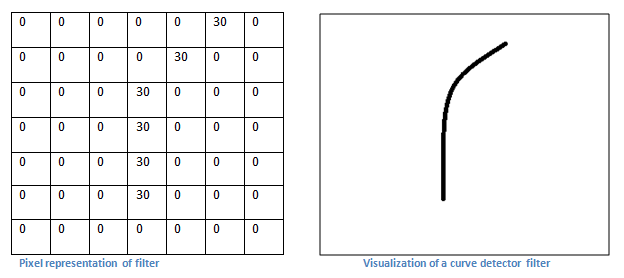 0 0 0 0 0 30 0
0 0 0 0 30 0 0
0 0 0 30 0 0 0
0 0 0 30 0 0 0
0 0 0 30 0 0 0
0 0 0 30 0 0 0
0 0 0 0 0 0 0
Pixel representation of filter
Visualization of a curve detector filter